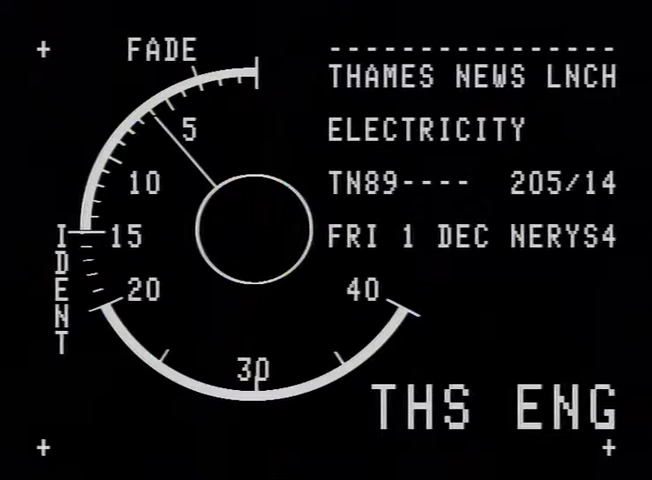 FADE
5
10
15
20
30
40
IDENT
----------------
THAMES NEWS LNCH
ELECTRICITY
TN89---- 205/14
FRI 1 DEC NERYS4
THS ENG